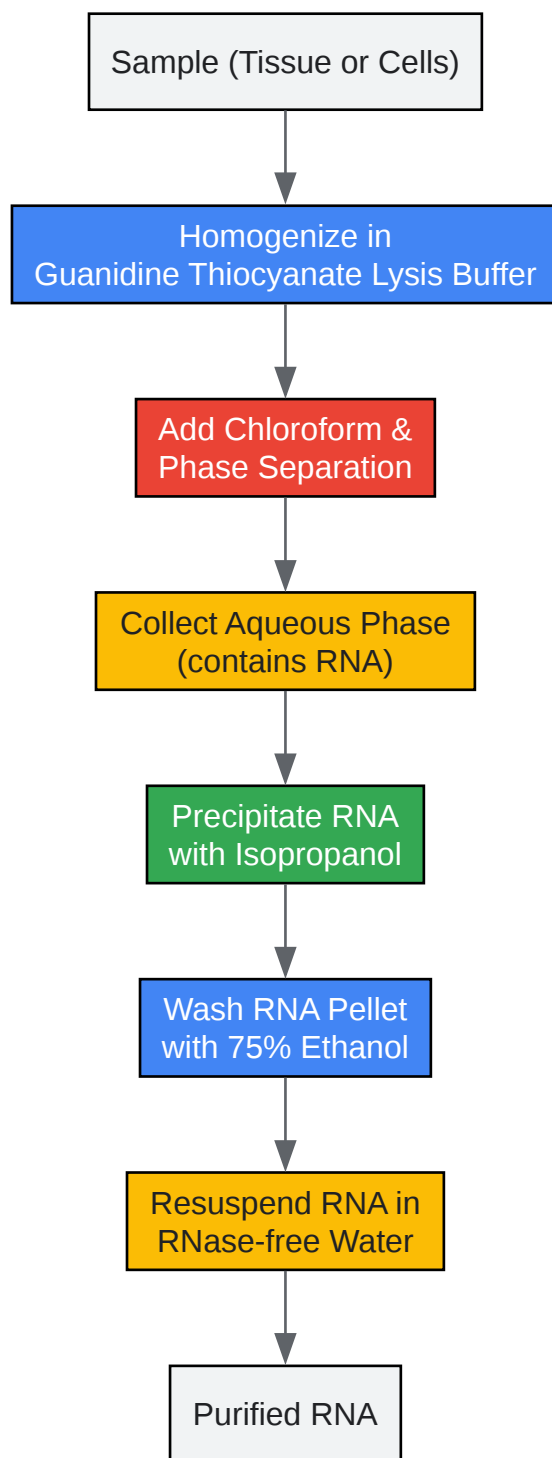 Sample (Tissue or Cells)
Homogenize in
Guanidine Thiocyanate Lysis Buffer
Add Chloroform &
Phase Separation
Collect Aqueous Phase
(contains RNA)
Precipitate RNA
with Isopropanol
Wash RNA Pellet
with 75% Ethanol
Resuspend RNA in
RNase-free Water
Purified RNA